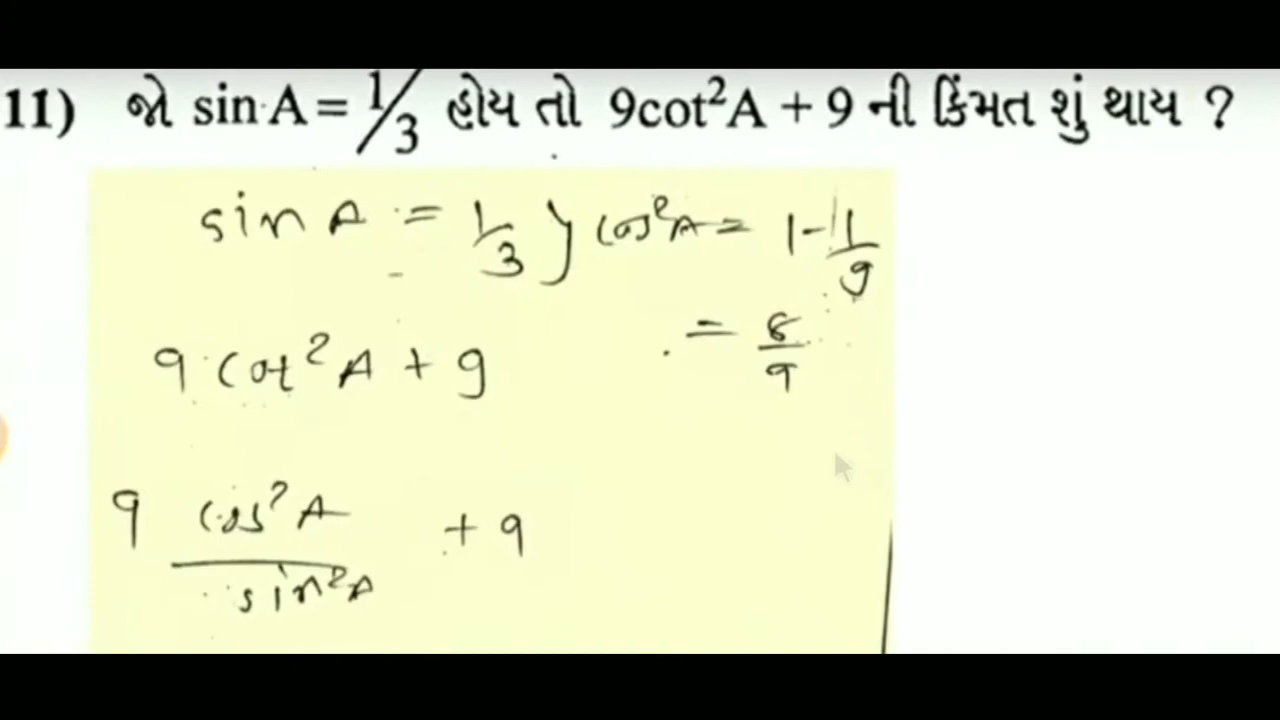 11) જો sin A = 1/3 હોય તો 9cot²A + 9 ની કિંમત શું થાય ?
sin A = 1/3 } cos²A = 1 - 1/9
= 8/9
9 cot²A + 9
9 cos²A/sin²A + 9